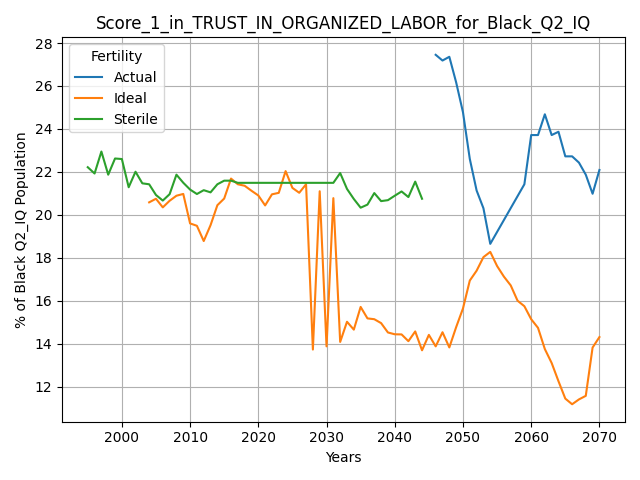 Score_1_in_TRUST_IN_ORGANIZED_LABOR_for_Black_Q2_IQ
Fertility
Actual
Ideal
Sterile
% of Black Q2_IQ Population
28
26
24
22
20
18
16
14
12
2000
2010
2020
2030
2040
2050
2060
2070
Years